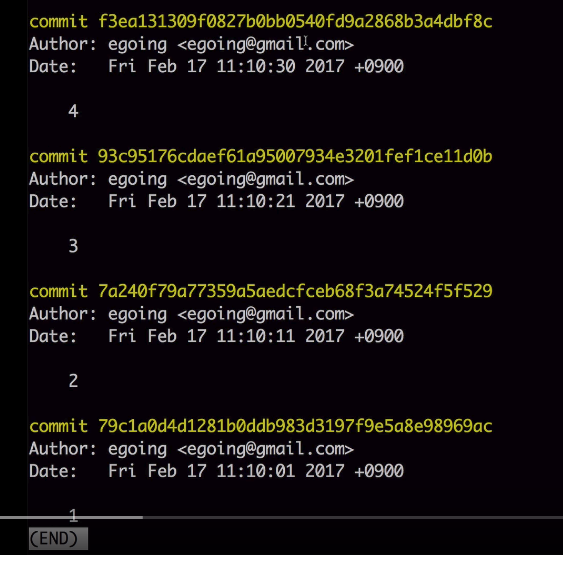 commit f3ea131309f0827b0bb0540fd9a2868b3a4dbf8c
Author: egoing <egoing@gmail.com>
Date:   Fri Feb 17 11:10:30 2017 +0900
4
commit 93c95176cdaef61a95007934e3201fef1ce11d0b
Author: egoing <egoing@gmail.com>
Date:   Fri Feb 17 11:10:21 2017 +0900
3
commit 7a240f79a77359a5aedcfceb68f3a74524f5f529
Author: egoing <egoing@gmail.com>
Date:   Fri Feb 17 11:10:11 2017 +0900
2
commit 79c1a0d4d1281b0ddb983d3197f9e5a8e98969ac
Author: egoing <egoing@gmail.com>
Date:   Fri Feb 17 11:10:01 2017 +0900
1
(END)